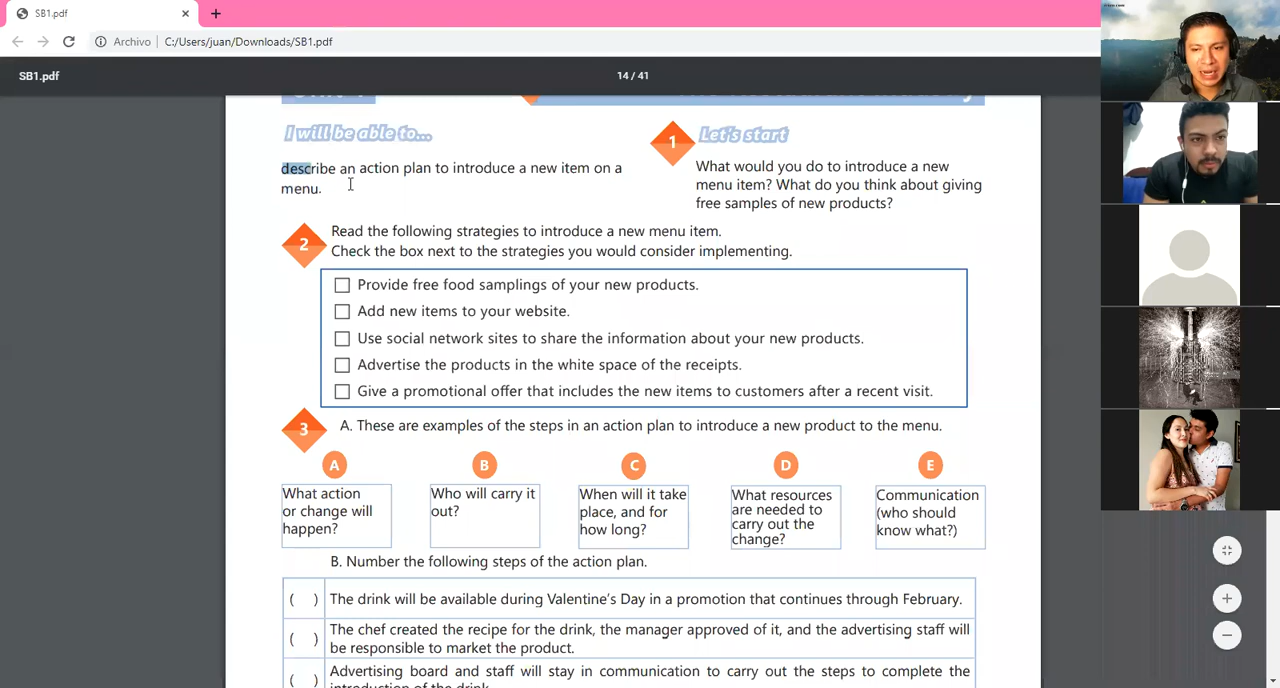 SB1.pdf
Archivo | C:/Users/juan/Downloads/SB1.pdf
SB1.pdf
14 / 41
I will be able to...
describe an action plan to introduce a new item on a
menu.
1
Let's start
What would you do to introduce a new
menu item? What do you think about giving
free samples of new products?
2
Read the following strategies to introduce a new menu item.
Check the box next to the strategies you would consider implementing.
Provide free food samplings of your new products.
Add new items to your website.
Use social network sites to share the information about your new products.
Advertise the products in the white space of the receipts.
Give a promotional offer that includes the new items to customers after a recent visit.
3
A. These are examples of the steps in an action plan to introduce a new product to the menu.
A
What action
or change will
happen?
B
Who will carry it
out?
C
When will it take
place, and for
how long?
D
What resources
are needed to
carry out the
change?
E
Communication
(who should
know what?)
B. Number the following steps of the action plan.
( ) The drink will be available during Valentine's Day in a promotion that continues through February.
( ) The chef created the recipe for the drink, the manager approved of it, and the advertising staff will
be responsible to market the product.
( ) Advertising board and staff will stay in communication to carry out the steps to complete the
introduction of the drink.